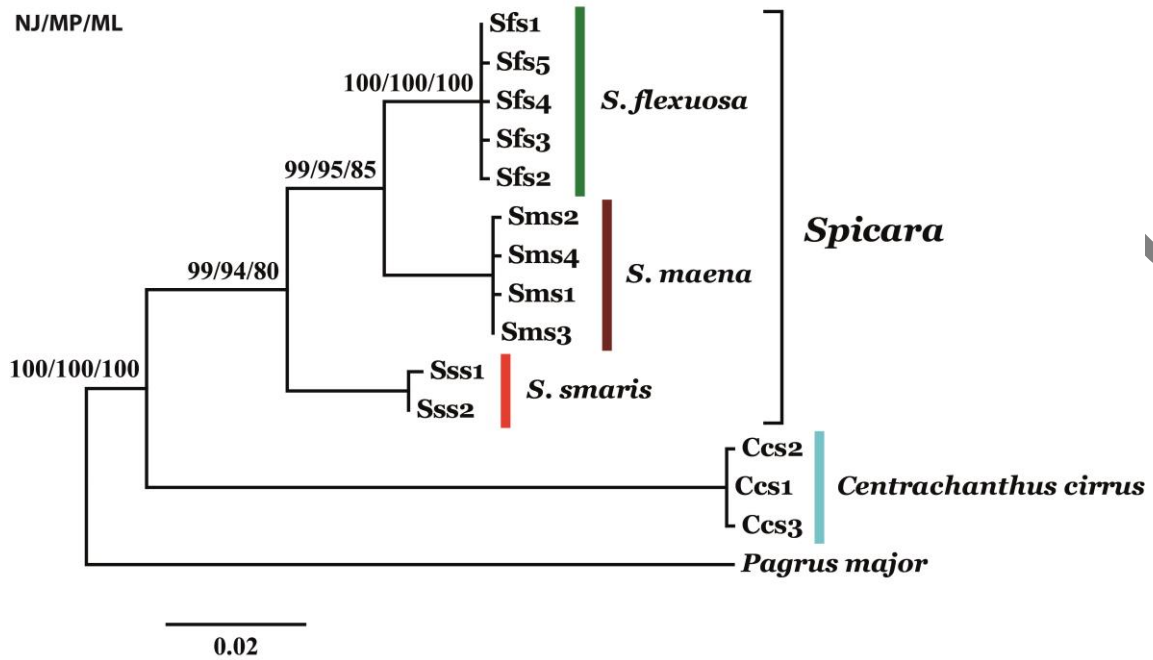 NJ/MP/ML
Sfs1
Sfs5
100/100/100
Sfs4
S. flexuosa
Sfs3
99/95/85
Sfs2
Sms2
Spicara
Sms4
99/94/80
S. maena
Sms1
Sms3
100/100/100
Sss1
S. smaris
Sss2
Ccs2
Ccs1
Centrachanthus cirrus
Ccs3
Pagrus major
0.02